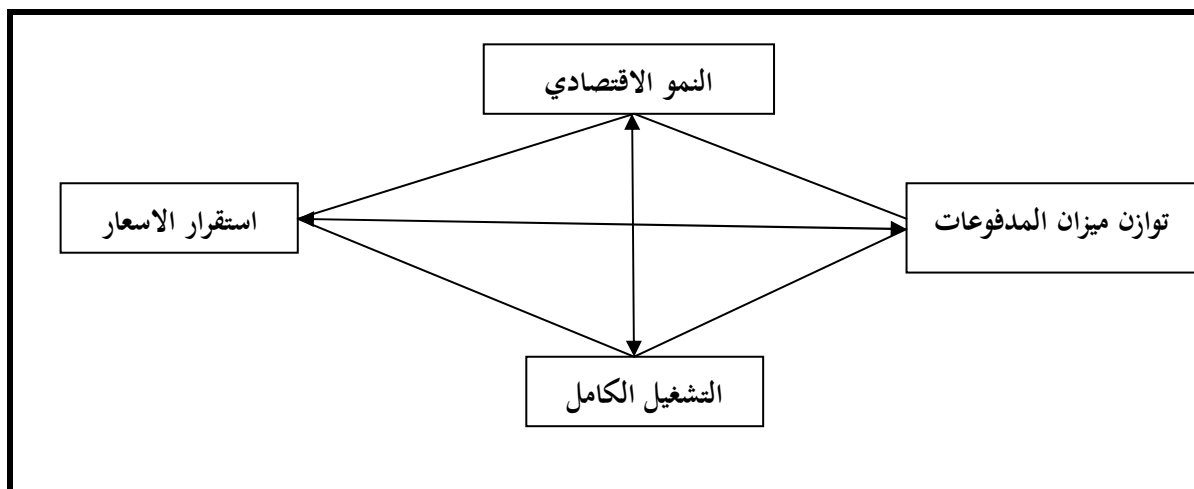 النمو الاقتصادي
توازن ميزان المدفوعات
استقرار الاسعار
التشغيل الكامل